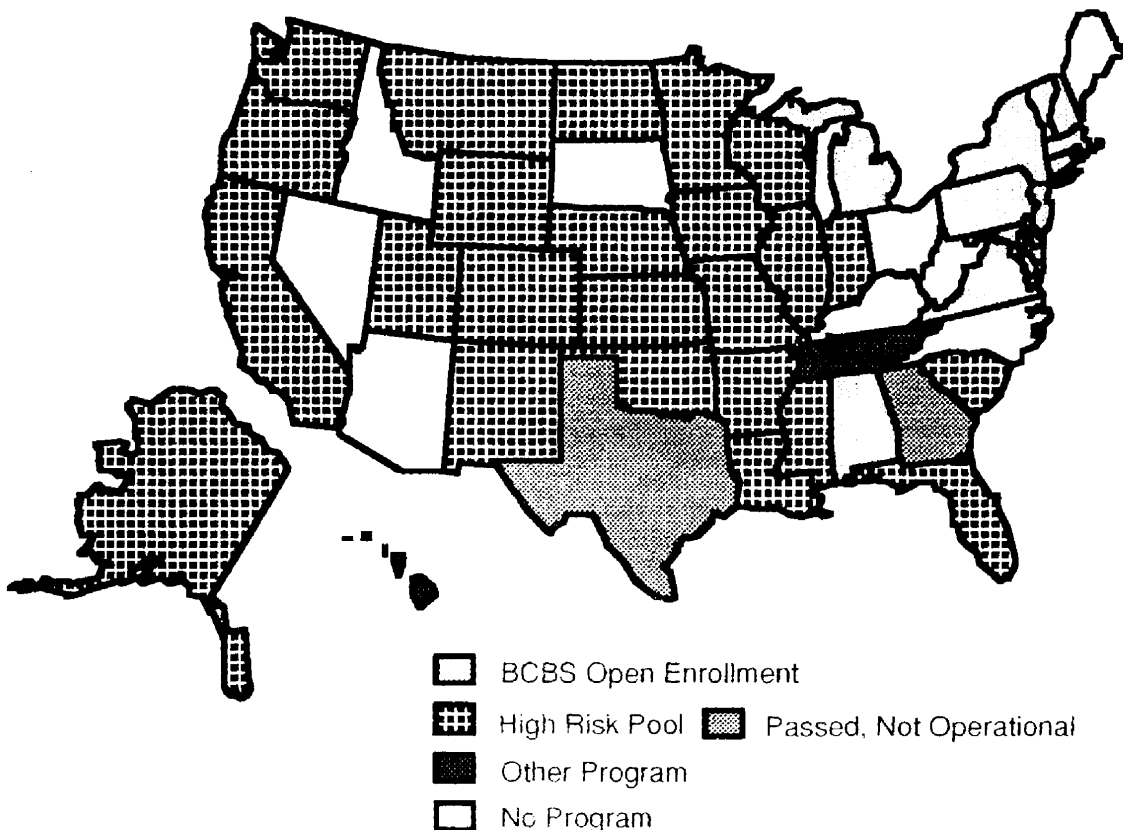 BCBS Open Enrollment
High Risk Pool Passed, Not Operational
Other Program
No Program